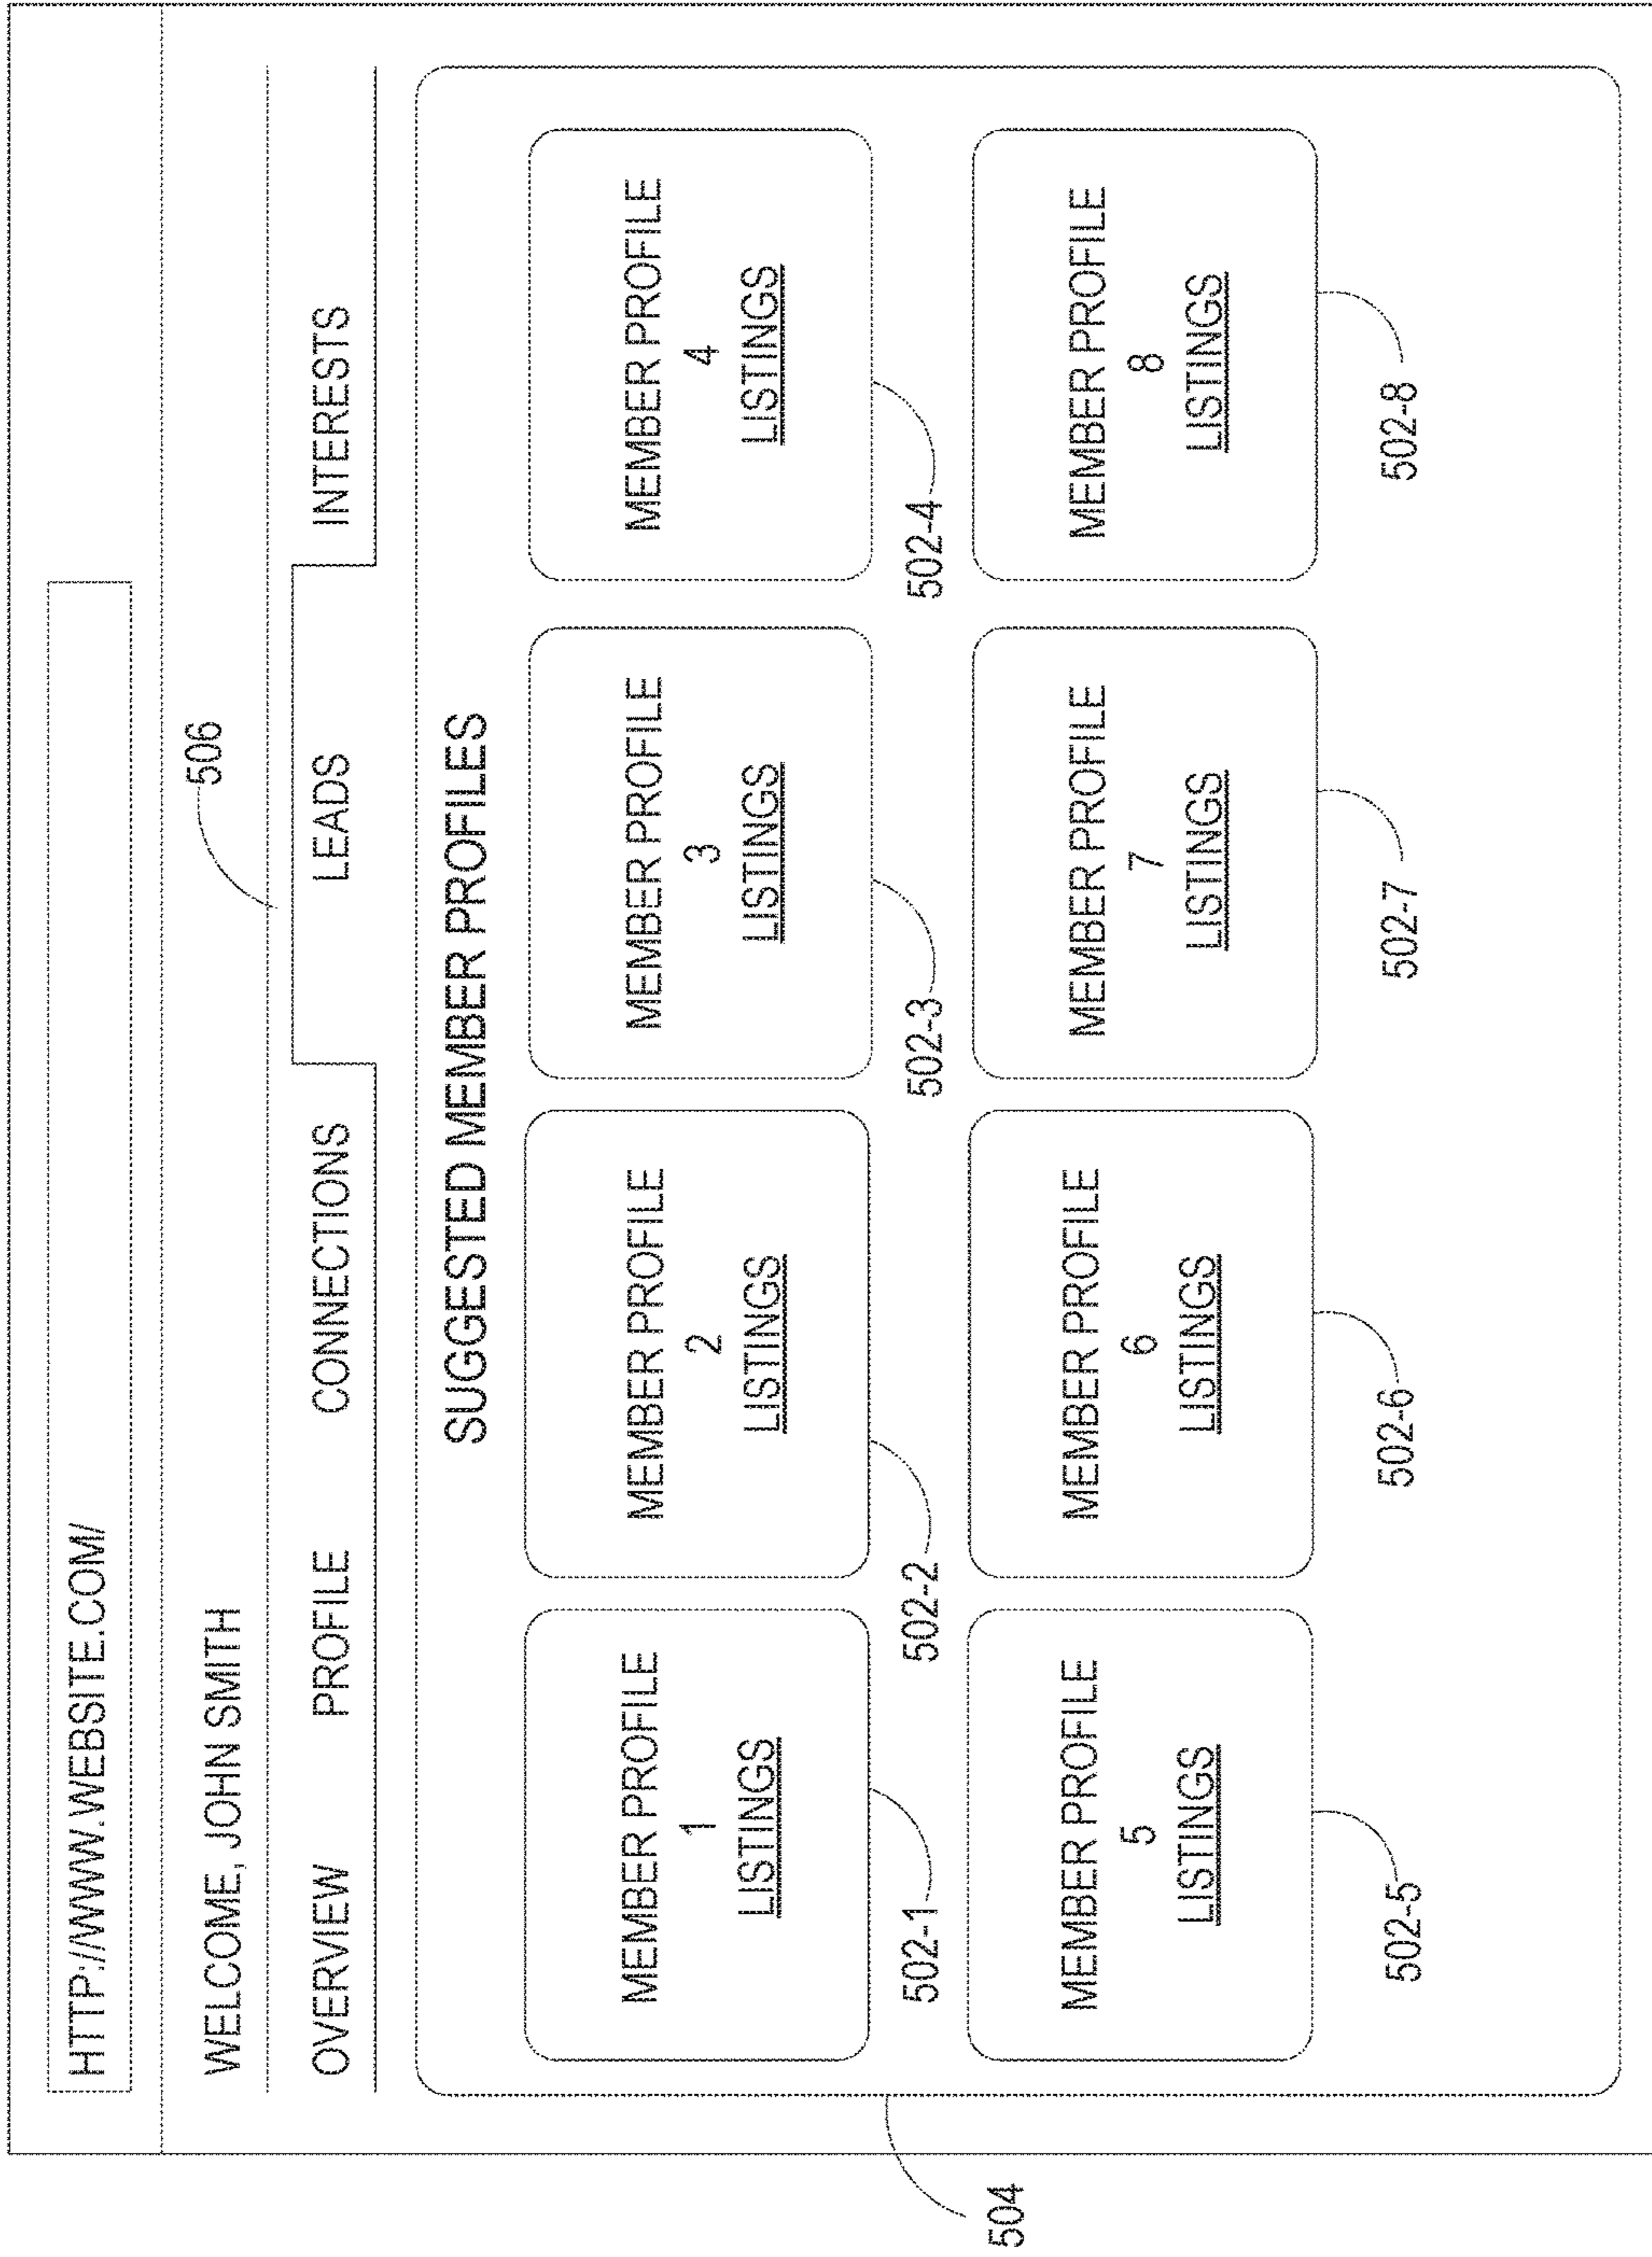 HTTP://WWW.WEBSITE.COM/
WELCOME, JOHN SMITH
506
OVERVIEW PROFILE CONNECTIONS LEADS INTERESTS
SUGGESTED MEMBER PROFILES
MEMBER PROFILE
1
LISTINGS
502-1
MEMBER PROFILE
2
LISTINGS
502-2
MEMBER PROFILE
3
LISTINGS
502-3
MEMBER PROFILE
4
LISTINGS
502-4
504
MEMBER PROFILE
5
LISTINGS
502-5
MEMBER PROFILE
6
LISTINGS
502-6
MEMBER PROFILE
7
LISTINGS
502-7
MEMBER PROFILE
8
LISTINGS
502-8